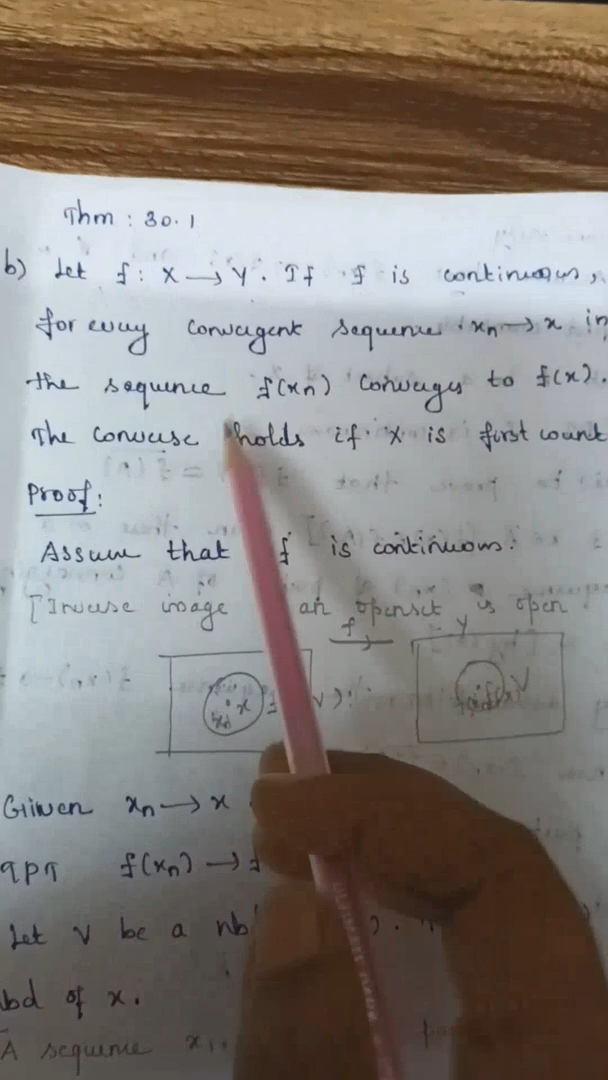 Thm : 30.1
b) Let f : X → Y. If f is continuous,
for every convergent sequence xn → x in
the sequence f(xn) converges to f(x).
The converse holds if X is first count
Proof:
Assume that f is continuous.
[Inverse image an openset is open
f Y
x V
xn
Given xn → x
TPT f(xn) →
Let V be a nb
bd of x.
A sequence x1